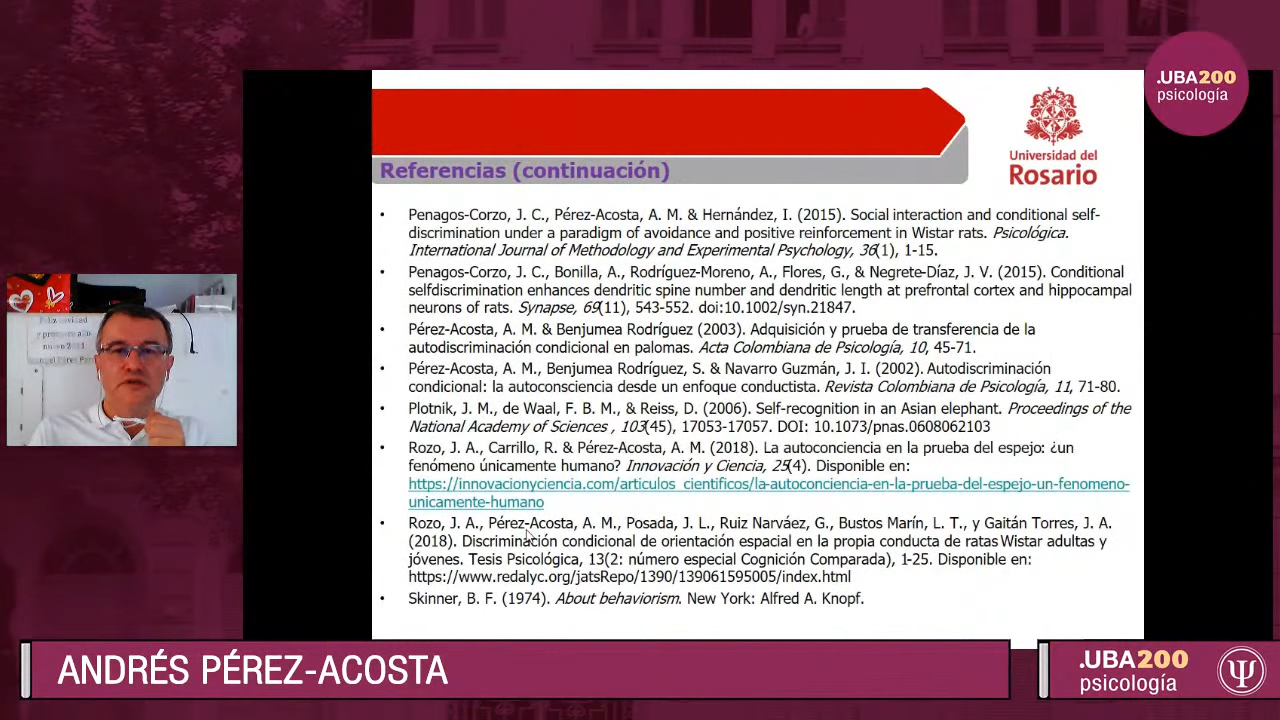 .UBA200
psicología
Universidad del
Rosario
Referencias (continuación)
• Penagos-Corzo, J. C., Pérez-Acosta, A. M. & Hernández, I. (2015). Social interaction and conditional self-
discrimination under a paradigm of avoidance and positive reinforcement in Wistar rats. Psicológica.
International Journal of Methodology and Experimental Psychology, 36(1), 1-15.
• Penagos-Corzo, J. C., Bonilla, A., Rodríguez-Moreno, A., Flores, G., & Negrete-Díaz, J. V. (2015). Conditional
selfdiscrimination enhances dendritic spine number and dendritic length at prefrontal cortex and hippocampal
neurons of rats. Synapse, 69(11), 543-552. doi:10.1002/syn.21847.
• Pérez-Acosta, A. M. & Benjumea Rodríguez (2003). Adquisición y prueba de transferencia de la
autodiscriminación condicional en palomas. Acta Colombiana de Psicología, 10, 45-71.
• Pérez-Acosta, A. M., Benjumea Rodríguez, S. & Navarro Guzmán, J. I. (2002). Autodiscriminación
condicional: la autoconsciencia desde un enfoque conductista. Revista Colombiana de Psicología, 11, 71-80.
• Plotnik, J. M., de Waal, F. B. M., & Reiss, D. (2006). Self-recognition in an Asian elephant. Proceedings of the
National Academy of Sciences , 103(45), 17053-17057. DOI: 10.1073/pnas.0608062103
• Rozo, J. A., Carrillo, R. & Pérez-Acosta, A. M. (2018). La autoconciencia en la prueba del espejo: ¿un
fenómeno únicamente humano? Innovación y Ciencia, 25(4). Disponible en:
https://innovacionyciencia.com/articulos_cientificos/la-autoconciencia-en-la-prueba-del-espejo-un-fenomeno-
unicamente-humano
• Rozo, J. A., Pérez-Acosta, A. M., Posada, J. L., Ruiz Narváez, G., Bustos Marín, L. T., y Gaitán Torres, J. A.
(2018). Discriminación condicional de orientación espacial en la propia conducta de ratas Wistar adultas y
jóvenes. Tesis Psicológica, 13(2: número especial Cognición Comparada), 1-25. Disponible en:
https://www.redalyc.org/jatsRepo/1390/139061595005/index.html
• Skinner, B. F. (1974). About behaviorism. New York: Alfred A. Knopf.
Feliz navidad
ANDRÉS PÉREZ-ACOSTA
.UBA200
psicología